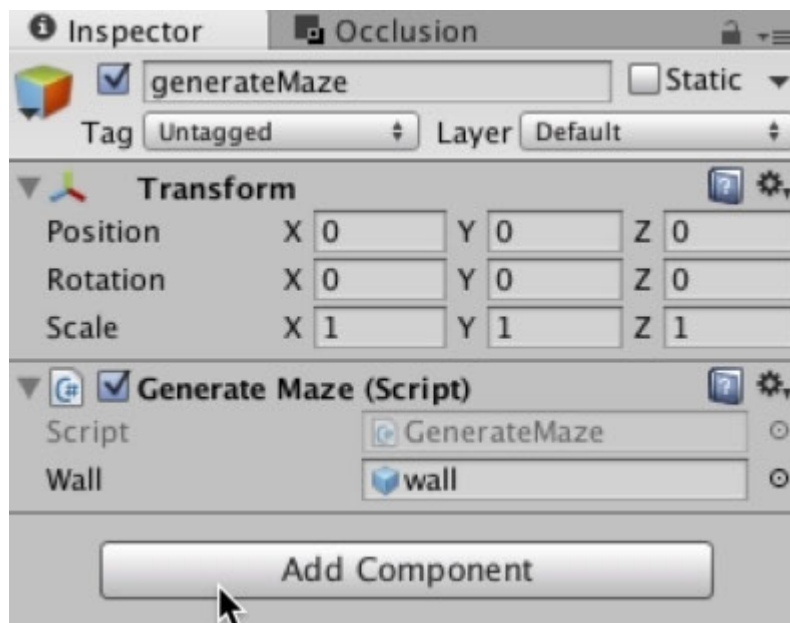 Inspector Occlusion
generateMaze Static
Tag Untagged Layer Default
Transform
Position X 0 Y 0 Z 0
Rotation X 0 Y 0 Z 0
Scale X 1 Y 1 Z 1
C# Generate Maze (Script)
Script GenerateMaze
Wall wall
Add Component